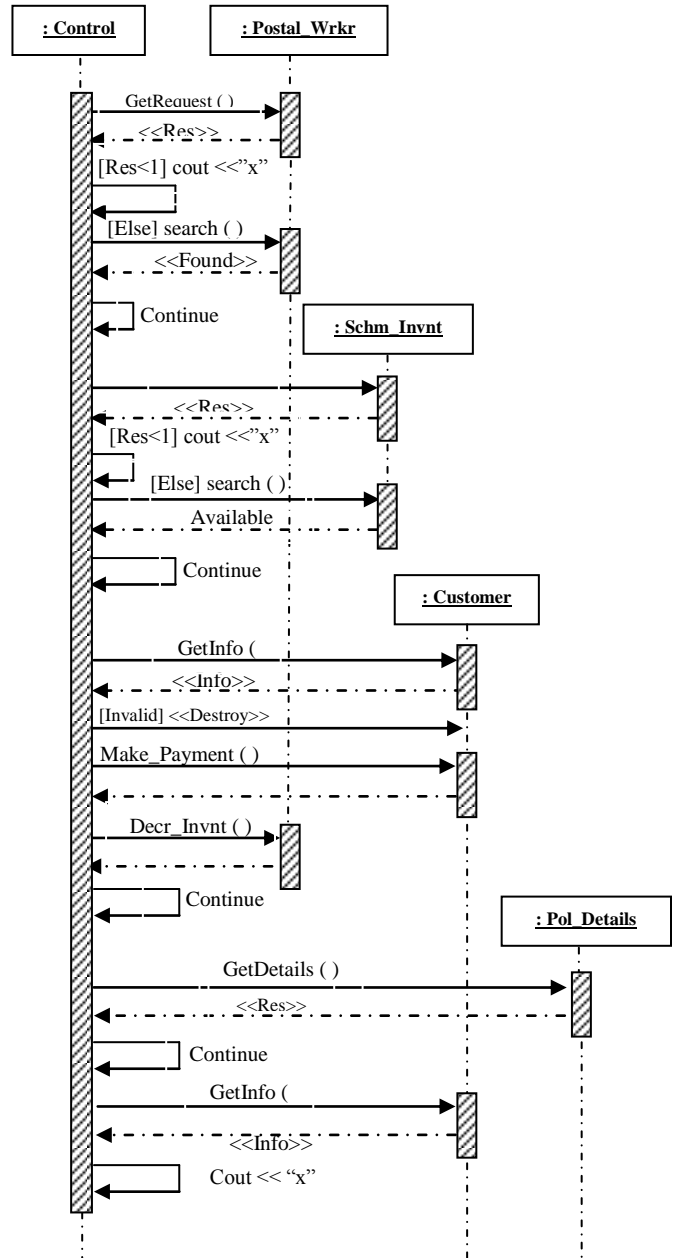 : Control
: Postal_Wrkr
GetRequest ( )
<<Res>>
[Res<1] cout <<”x”
[Else] search ( )
<<Found>>
Continue
: Schm_Invnt
<<Res>>
[Res<1] cout <<”x”
[Else] search ( )
Available
Continue
: Customer
GetInfo (
<<Info>>
[Invalid] <<Destroy>>
Make_Payment ( )
Decr_Invnt ( )
Continue
: Pol_Details
GetDetails ( )
<<Res>>
Continue
GetInfo (
<<Info>>
Cout << “x”